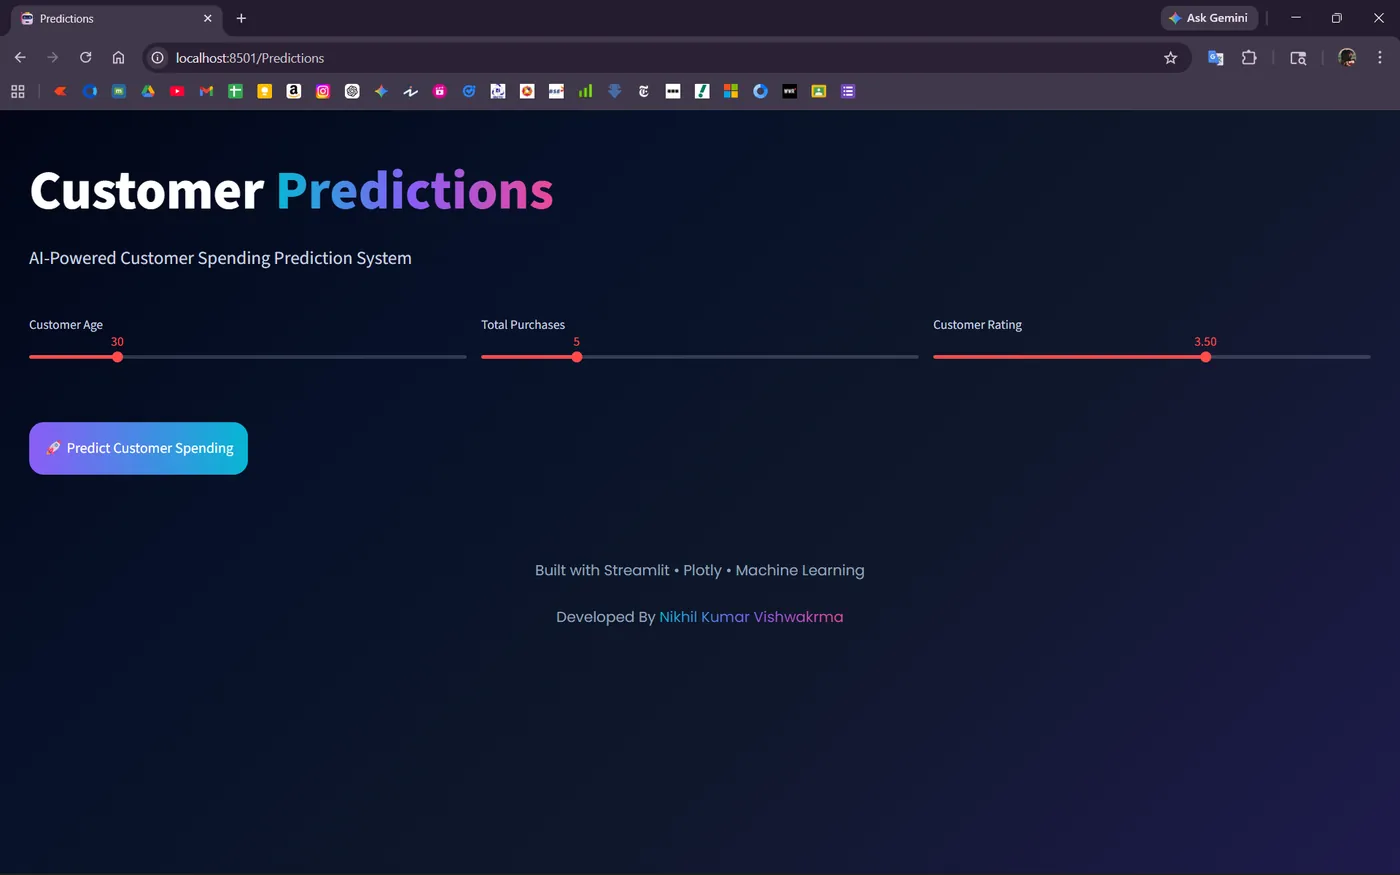 Predictions
Ask Gemini
localhost:8501/Predictions
Customer Predictions
AI-Powered Customer Spending Prediction System
Customer Age
30
Total Purchases
5
Customer Rating
3.50
🚀 Predict Customer Spending
Built with Streamlit • Plotly • Machine Learning
Developed By Nikhil Kumar Vishwakrma